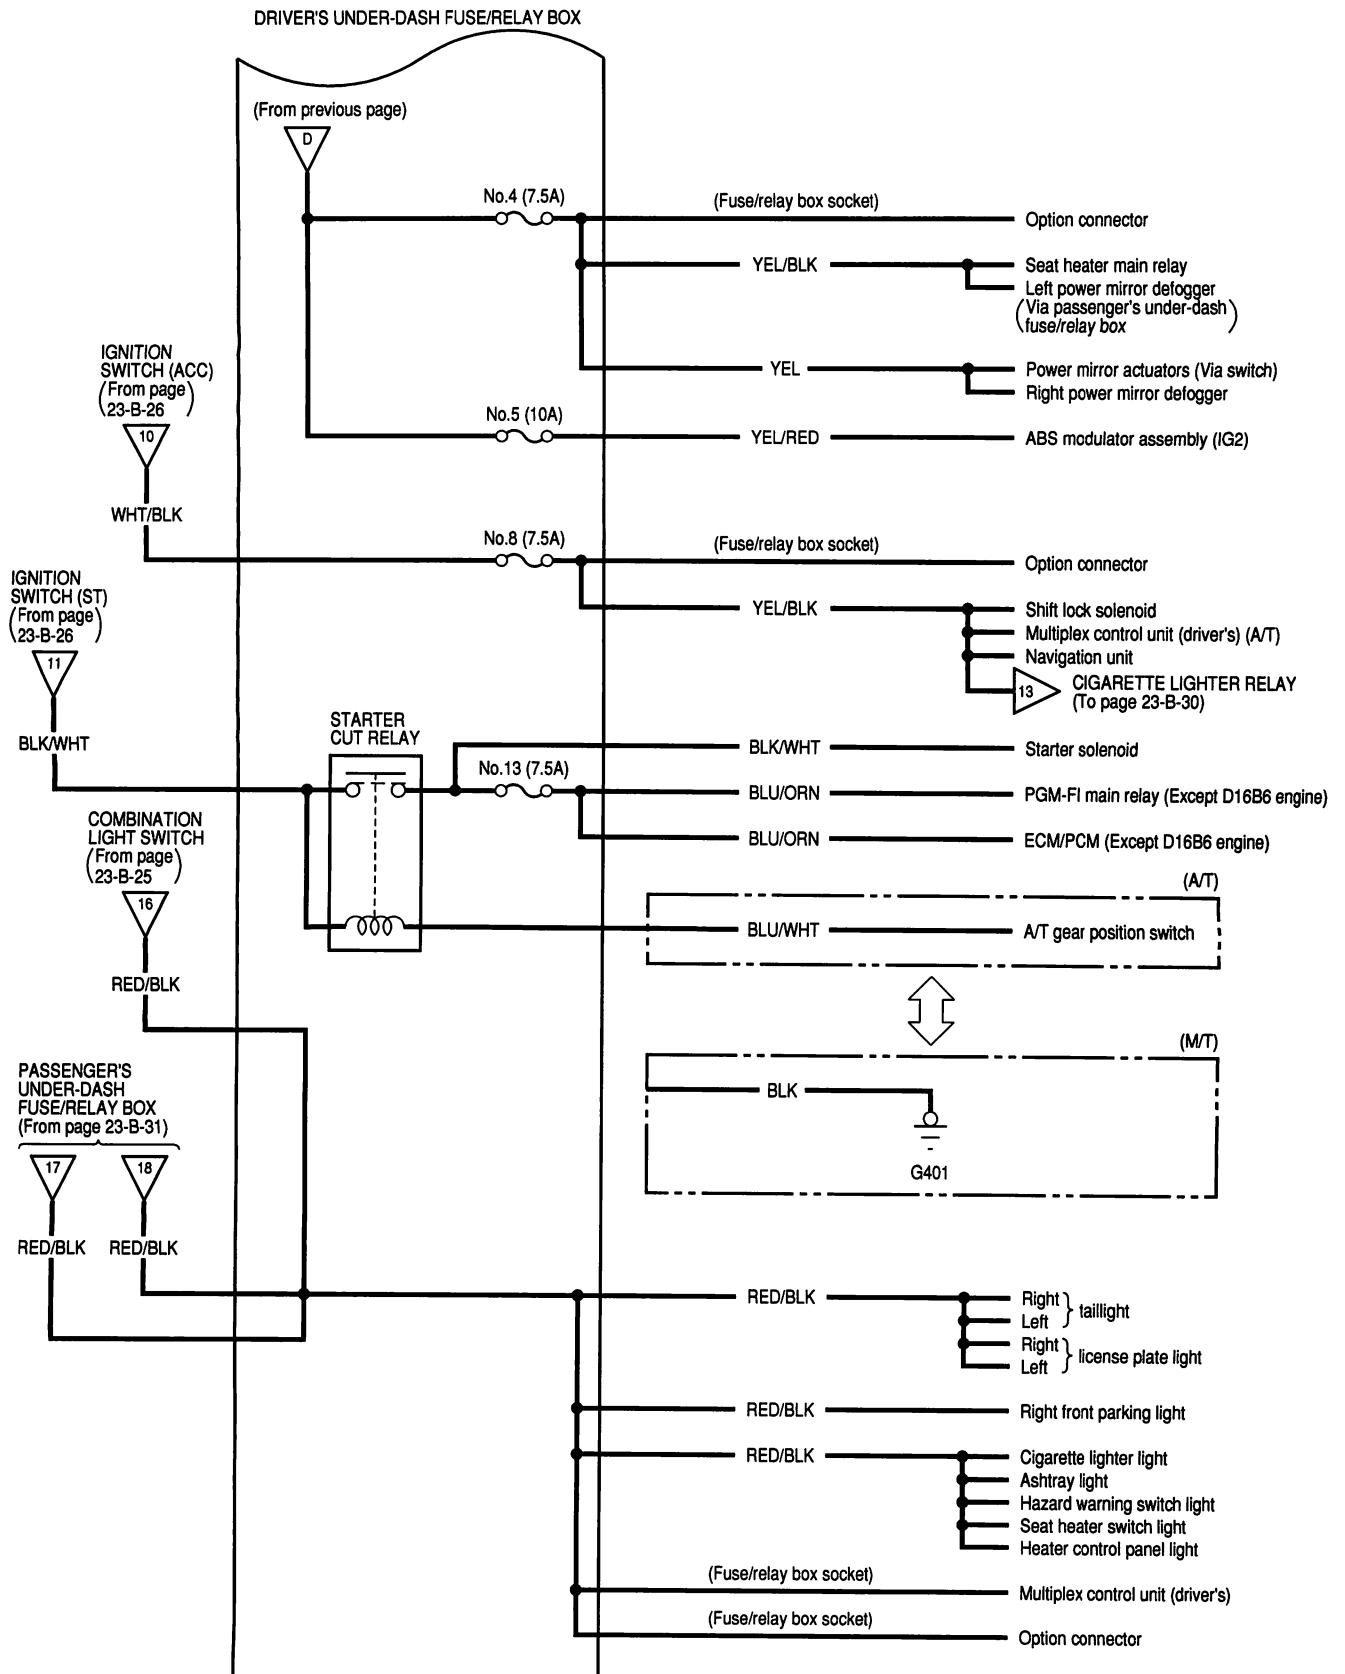 DRIVER'S UNDER-DASH FUSE/RELAY BOX
(From previous page)
D
No.4 (7.5A)
(Fuse/relay box socket)
Option connector
YEL/BLK
Seat heater main relay
Left power mirror defogger
(Via passenger's under-dash
fuse/relay box)
YEL
Power mirror actuators (Via switch)
Right power mirror defogger
No.5 (10A)
YEL/RED
ABS modulator assembly (IG2)
IGNITION
SWITCH (ACC)
(From page
23-B-26)
10
WHT/BLK
No.8 (7.5A)
(Fuse/relay box socket)
Option connector
YEL/BLK
Shift lock solenoid
Multiplex control unit (driver's) (A/T)
Navigation unit
13
CIGARETTE LIGHTER RELAY
(To page 23-B-30)
IGNITION
SWITCH (ST)
(From page
23-B-26)
11
BLK/WHT
STARTER
CUT RELAY
BLK/WHT
Starter solenoid
No.13 (7.5A)
BLU/ORN
PGM-FI main relay (Except D16B6 engine)
BLU/ORN
ECM/PCM (Except D16B6 engine)
(A/T)
BLU/WHT
A/T gear position switch
(M/T)
BLK
G401
COMBINATION
LIGHT SWITCH
(From page
23-B-25)
16
RED/BLK
PASSENGER'S
UNDER-DASH
FUSE/RELAY BOX
(From page 23-B-31)
17
18
RED/BLK
RED/BLK
RED/BLK
Right
Left
taillight
Right
Left
license plate light
RED/BLK
Right front parking light
RED/BLK
Cigarette lighter light
Ashtray light
Hazard warning switch light
Seat heater switch light
Heater control panel light
(Fuse/relay box socket)
Multiplex control unit (driver's)
(Fuse/relay box socket)
Option connector